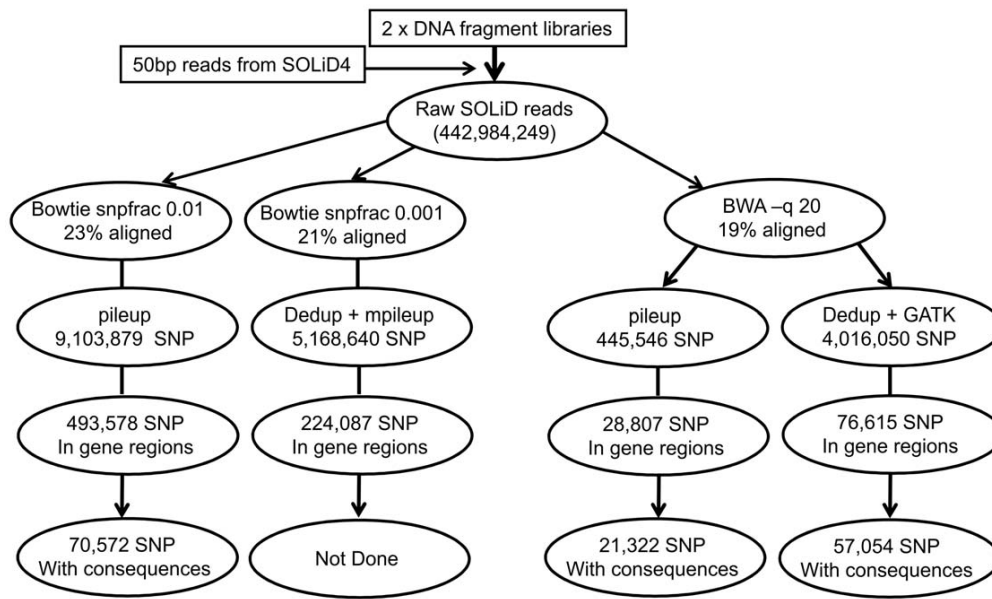 2 x DNA fragment libraries
50bp reads from SOLiD4
Raw SOLiD reads
(442,984,249)
Bowtie snpfrac 0.01
23% aligned
Bowtie snpfrac 0.001
21% aligned
BWA –q 20
19% aligned
pileup
9,103,879 SNP
Dedup + mpileup
5,168,640 SNP
pileup
445,546 SNP
Dedup + GATK
4,016,050 SNP
493,578 SNP
In gene regions
224,087 SNP
In gene regions
28,807 SNP
In gene regions
76,615 SNP
In gene regions
70,572 SNP
With consequences
Not Done
21,322 SNP
With consequences
57,054 SNP
With consequences